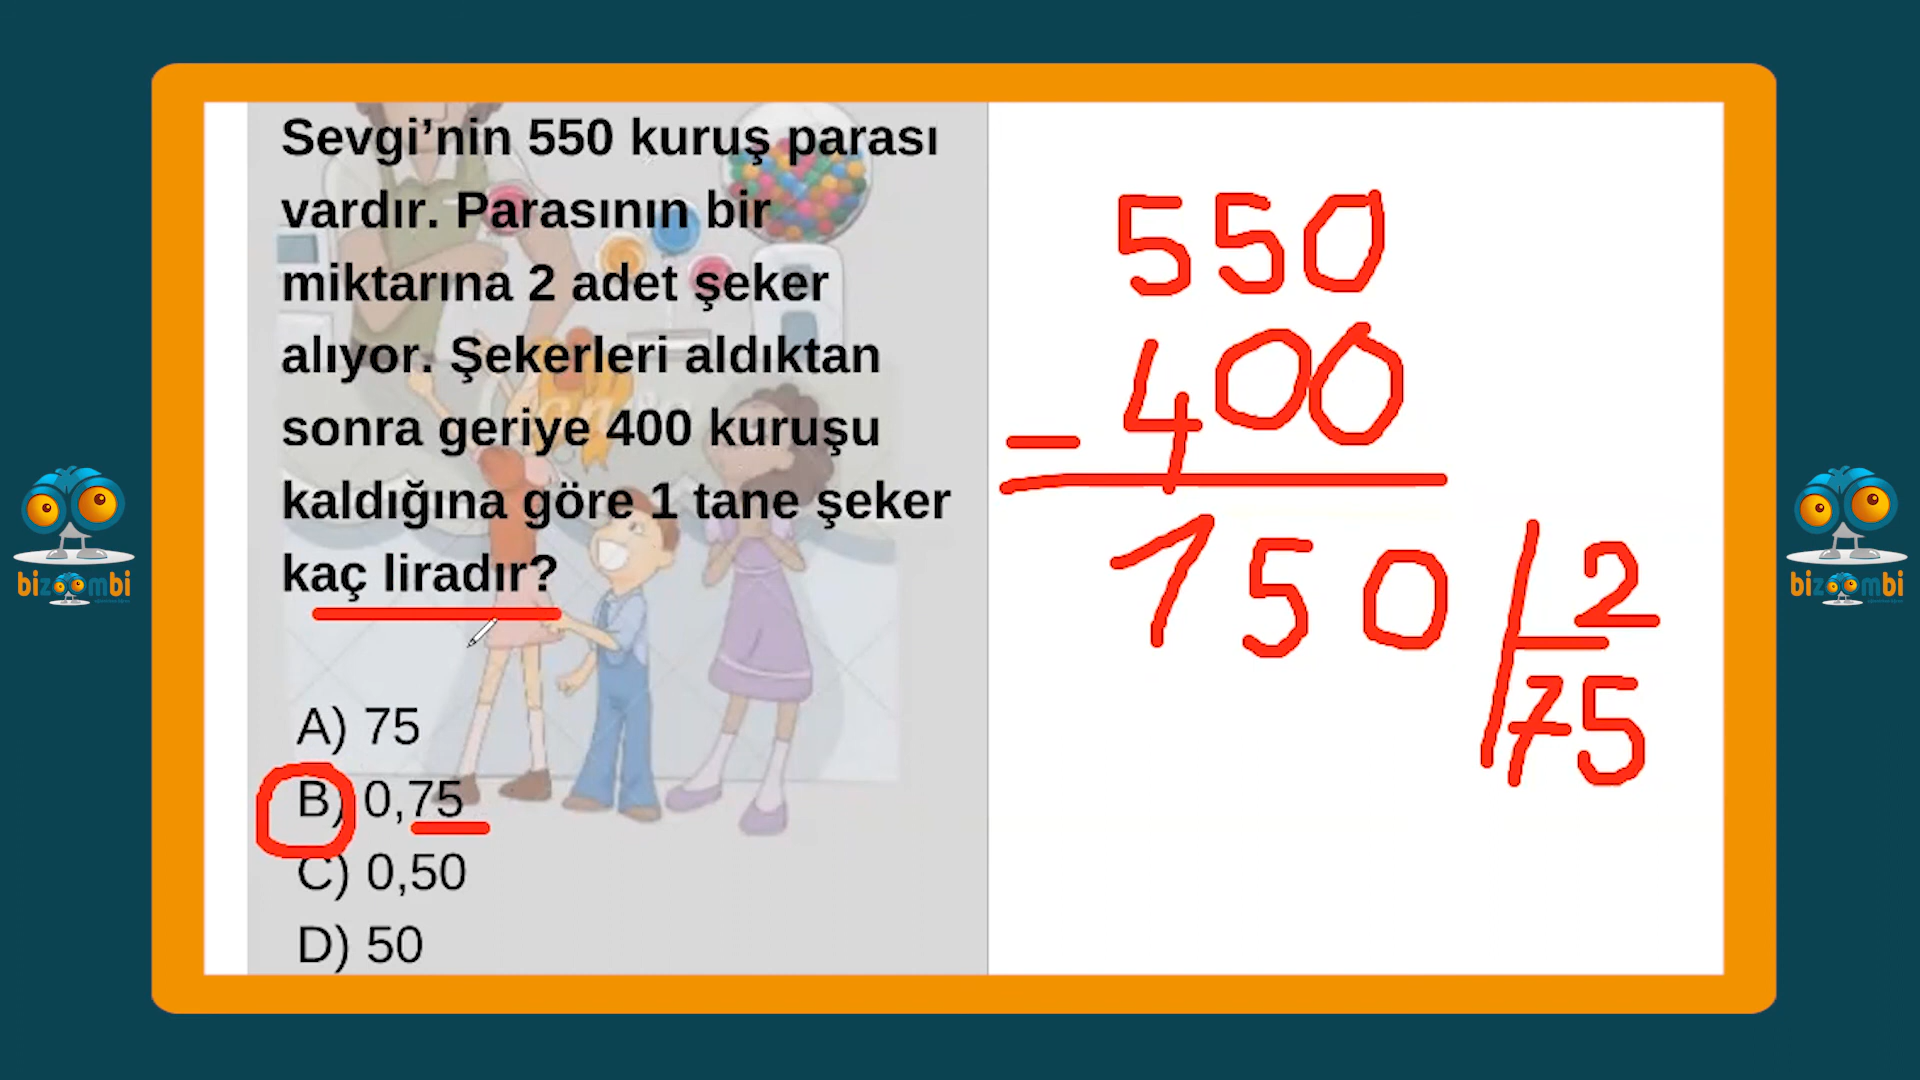 Sevgi’nin 550 kuruş parası
vardır. Parasının bir
miktarına 2 adet şeker
alıyor. Şekerleri aldıktan
sonra geriye 400 kuruşu
kaldığına göre 1 tane şeker
kaç liradır?
A) 75
B) 0,75
C) 0,50
D) 50
550
- 400
150 2
75
bizoombi
bizoombi